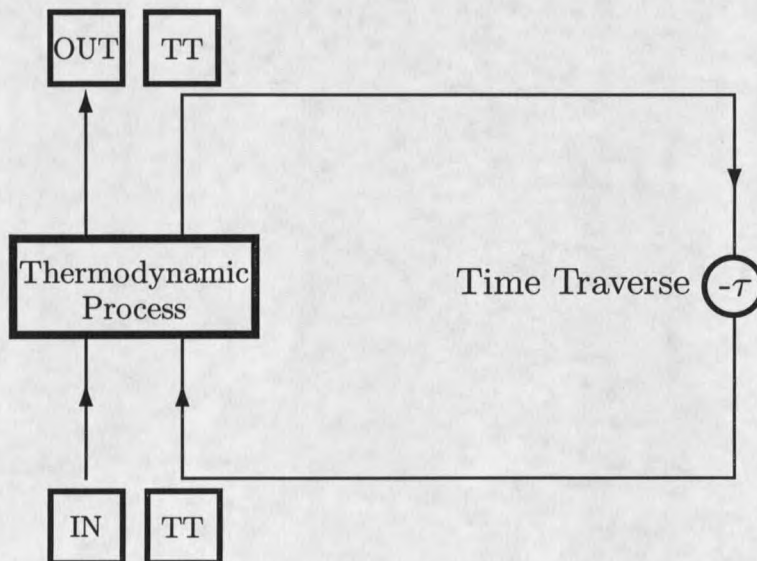 OUT TT
Thermodynamic
Process
Time Traverse -τ
IN TT